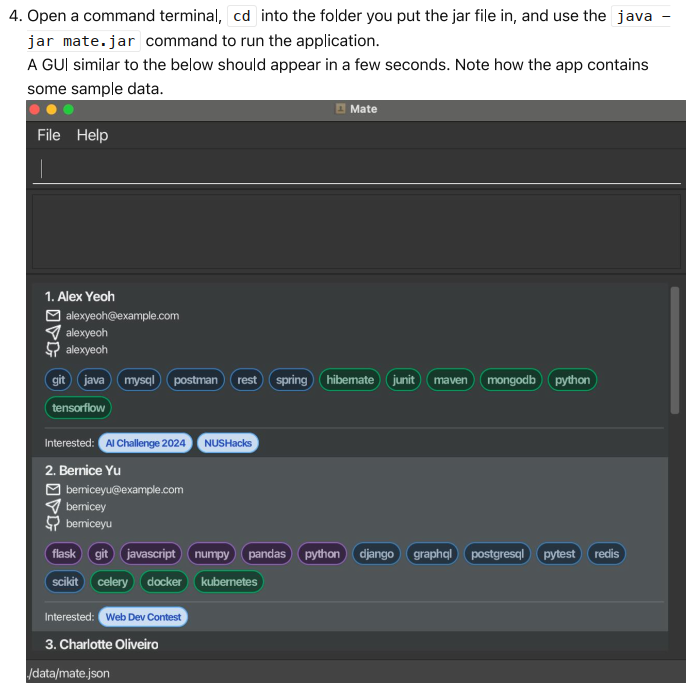 4. Open a command terminal, cd into the folder you put the jar file in, and use the java -
jar mate.jar command to run the application.
A GUI similar to the below should appear in a few seconds. Note how the app contains
some sample data.
Mate
File Help
1. Alex Yeoh
alexyeoh@example.com
alexyeoh
alexyeoh
git java mysql postman rest spring hibernate junit maven mongodb python
tensorflow
Interested: AI Challenge 2024 NUSHacks
2. Bernice Yu
berniceyu@example.com
bernicey
berniceyu
flask git javascript numpy pandas python django graphql postgresql pytest redis
scikit celery docker kubernetes
Interested: Web Dev Contest
3. Charlotte Oliveiro
/data/mate.json